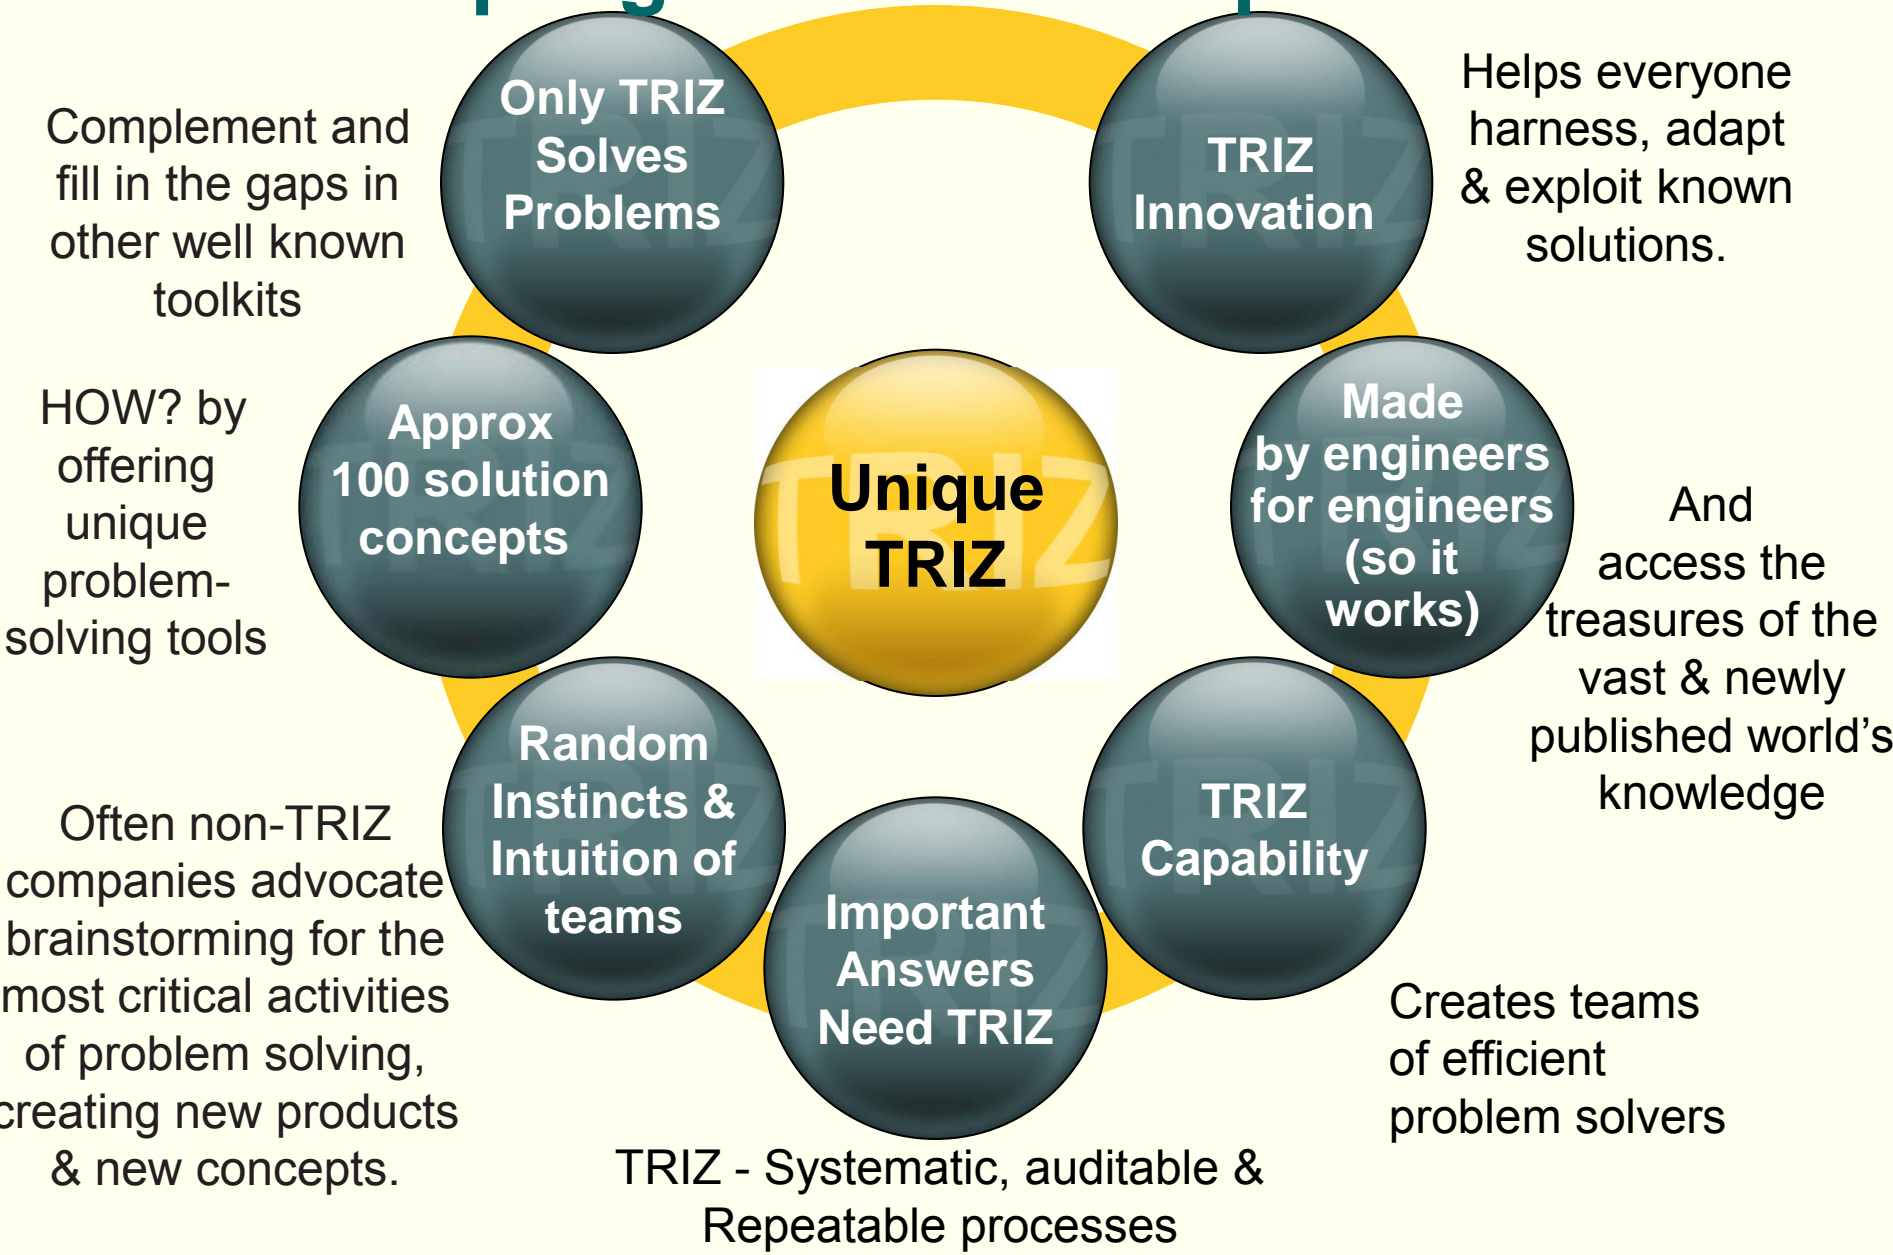 Only TRIZ
Solves
Problems
TRIZ
Innovation
Helps everyone
harness, adapt
& exploit known
solutions.
Complement and
fill in the gaps in
other well known
toolkits
Approx
100 solution
concepts
HOW? by
offering
unique
problem-
solving tools
Unique
TRIZ
Made
by engineers
for engineers
(so it
works)
And
access the
treasures of the
vast & newly
published world's
knowledge
Random
Instincts &
Intuition of
teams
Often non-TRIZ
companies advocate
brainstorming for the
most critical activities
of problem solving,
creating new products
& new concepts.
Important
Answers
Need TRIZ
TRIZ
Capability
Creates teams
of efficient
problem solvers
TRIZ - Systematic, auditable &
Repeatable processes